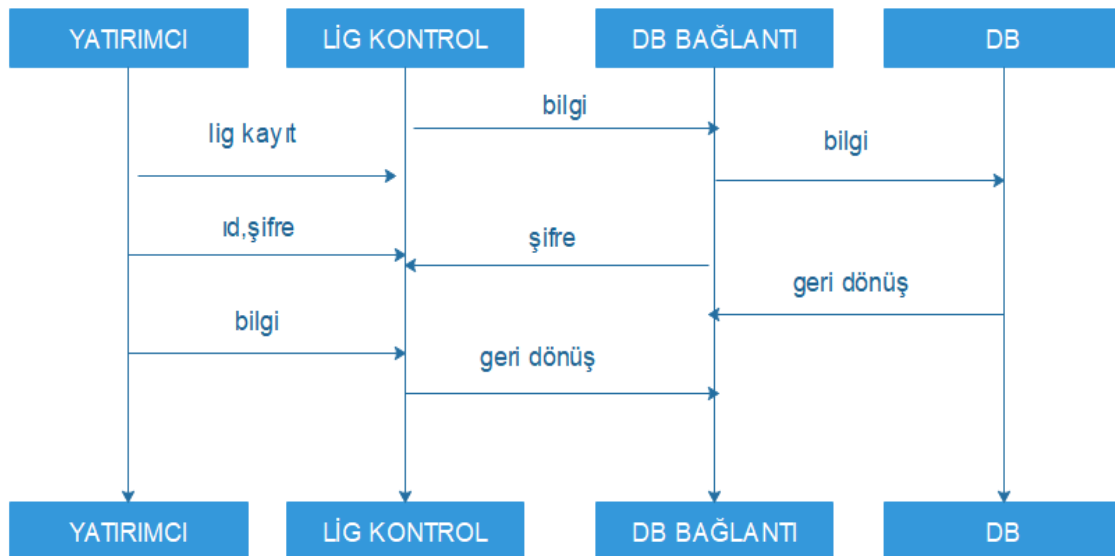 YATIRIMCI
LİG KONTROL
DB BAĞLANTI
DB
bilgi
lig kayıt
bilgi
ıd,şifre
şifre
geri dönüş
bilgi
geri dönüş
YATIRIMCI
LİG KONTROL
DB BAĞLANTI
DB